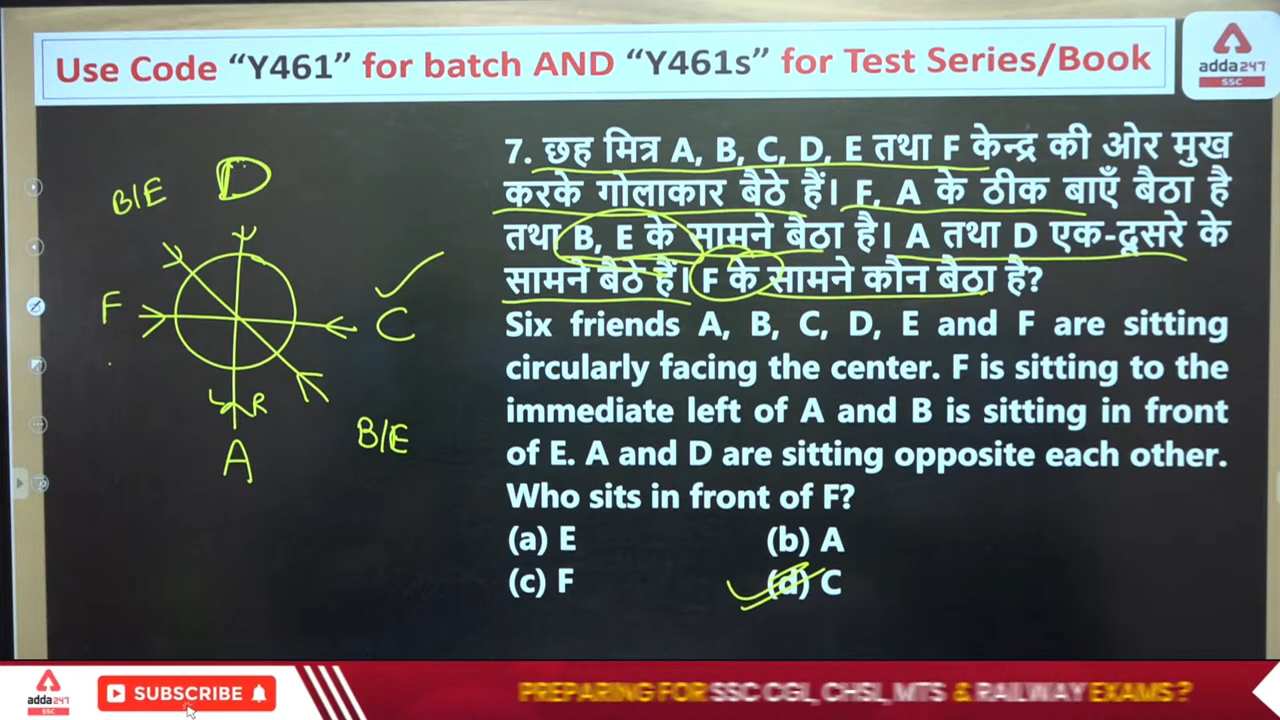 Use Code “Y461” for batch AND “Y461s” for Test Series/Book
adda247
SSC
7. छह मित्र A, B, C, D, E तथा F केन्द्र की ओर मुख
करके गोलाकार बैठे हैं। F, A के ठीक बाएँ बैठा है
तथा B, E के सामने बैठा है। A तथा D एक-दूसरे के
सामने बैठे हैं। F के सामने कौन बैठा है?
Six friends A, B, C, D, E and F are sitting
circularly facing the center. F is sitting to the
immediate left of A and B is sitting in front
of E. A and D are sitting opposite each other.
Who sits in front of F?
(a) E (b) A
(c) F (d) C
B/E D
F C
L R
B/E
A
adda247
SSC
SUBSCRIBE
PREPARING FOR SSC CGL, CHSL, MTS & RAILWAY EXAMS ?